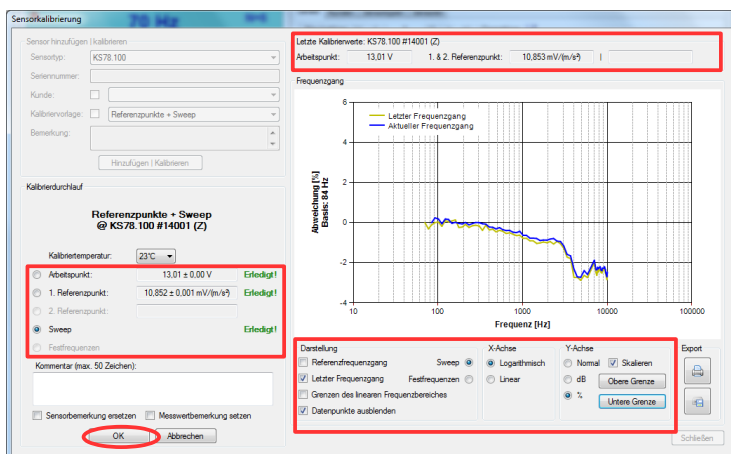 Sensorkalibrierung
70 Hz
Sensor hinzufügen | kalibrieren
Sensortyp: KS78.100
Seriennummer:
Kunde:
Kalibriervorlage: Referenzpunkte + Sweep
Bemerkung:
Hinzufügen | Kalibrieren
Kalibrierdurchlauf
Referenzpunkte + Sweep
@ KS78.100 #14001 (Z)
Kalibriertemperatur: 23°C
Arbeitspunkt: 13,01 ± 0,00 V Erledigt!
1. Referenzpunkt: 10,852 ± 0,001 mV/(m/s²) Erledigt!
2. Referenzpunkt:
Sweep Erledigt!
Festfrequenzen
Kommentar (max. 50 Zeichen):
Sensorbemerkung ersetzen Messwertbemerkung setzen
OK Abbrechen
Letzte Kalibrierwerte: KS78.100 #14001 (Z)
Arbeitspunkt: 13,01 V 1. & 2. Referenzpunkt: 10,853 mV/(m/s²) |
Frequenzgang
Letzter Frequenzgang
Aktueller Frequenzgang
Abweichung [%]
Basis: 84 Hz
6
4
2
0
-2
-4
10 100 1000 10000 100000
Frequenz [Hz]
Darstellung
Referenzfrequenzgang Sweep
Letzter Frequenzgang Festfrequenzen
Grenzen des linearen Frequenzbereiches
Datenpunkte ausblenden
X-Achse
Logarithmisch
Linear
Y-Achse
Normal Skalieren
dB Obere Grenze
% Untere Grenze
Export
Schließen